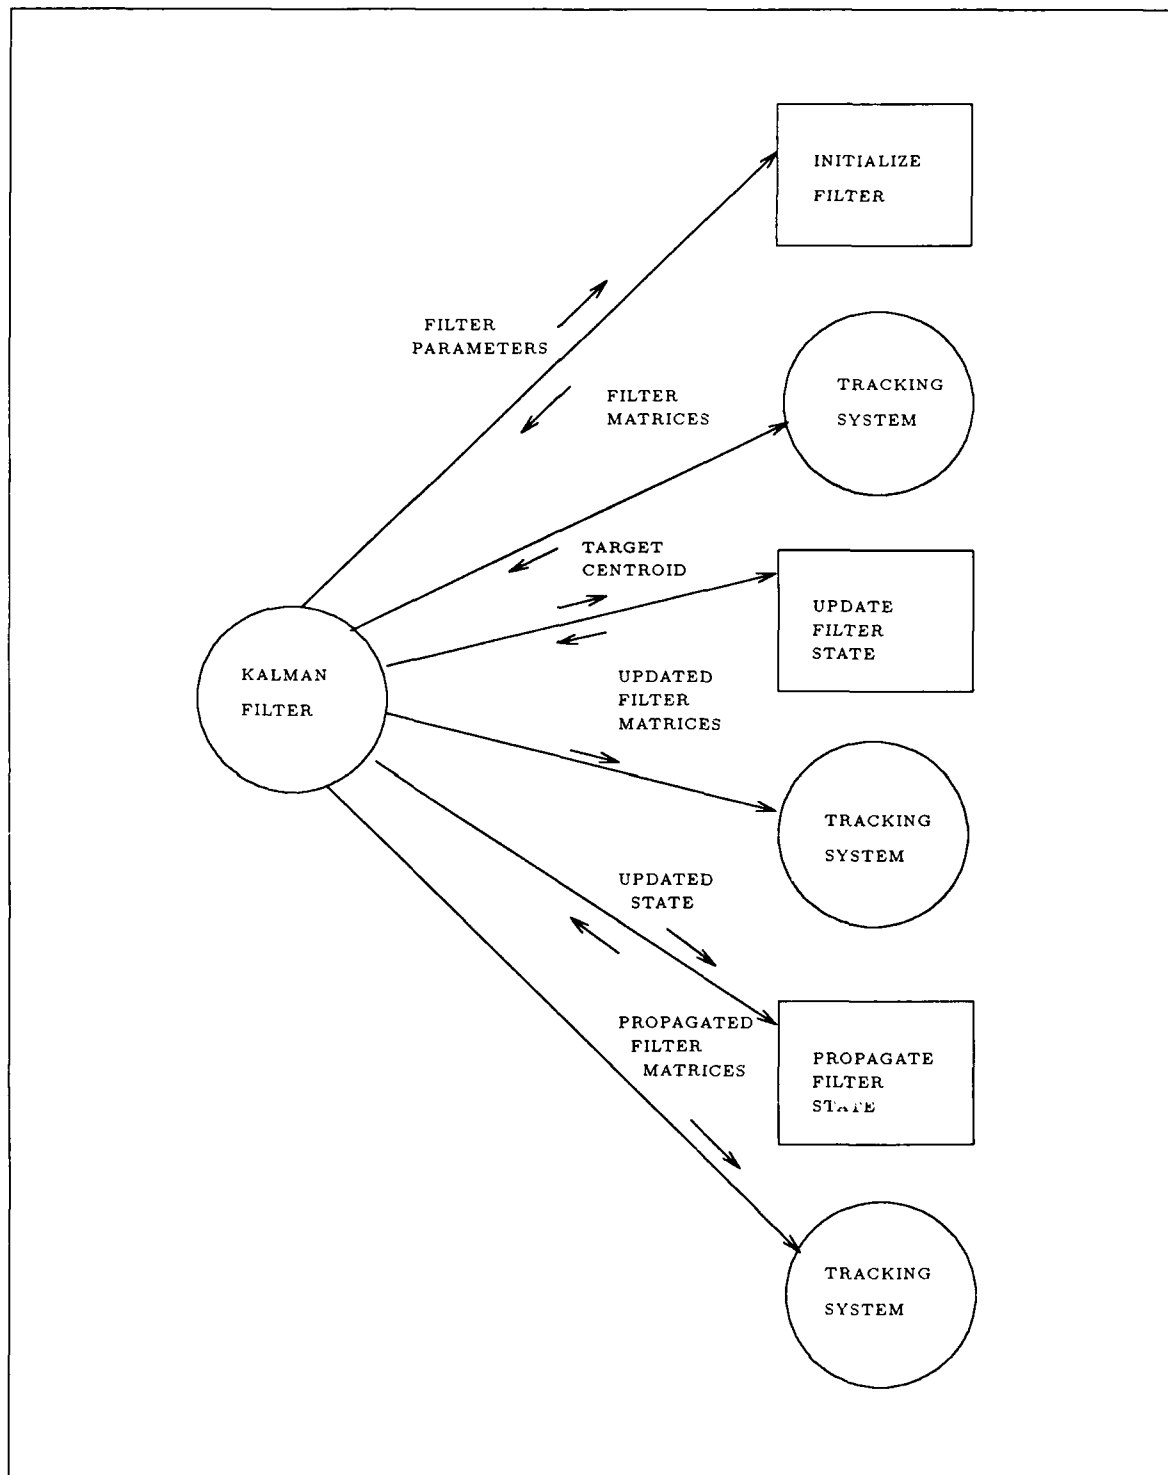 INITIALIZE
FILTER
FILTER
PARAMETERS
FILTER
MATRICES
TRACKING
SYSTEM
TARGET
CENTROID
UPDATE
FILTER
STATE
KALMAN
FILTER
UPDATED
FILTER
MATRICES
TRACKING
SYSTEM
UPDATED
STATE
PROPAGATED
FILTER
MATRICES
PROPAGATE
FILTER
STATE
TRACKING
SYSTEM